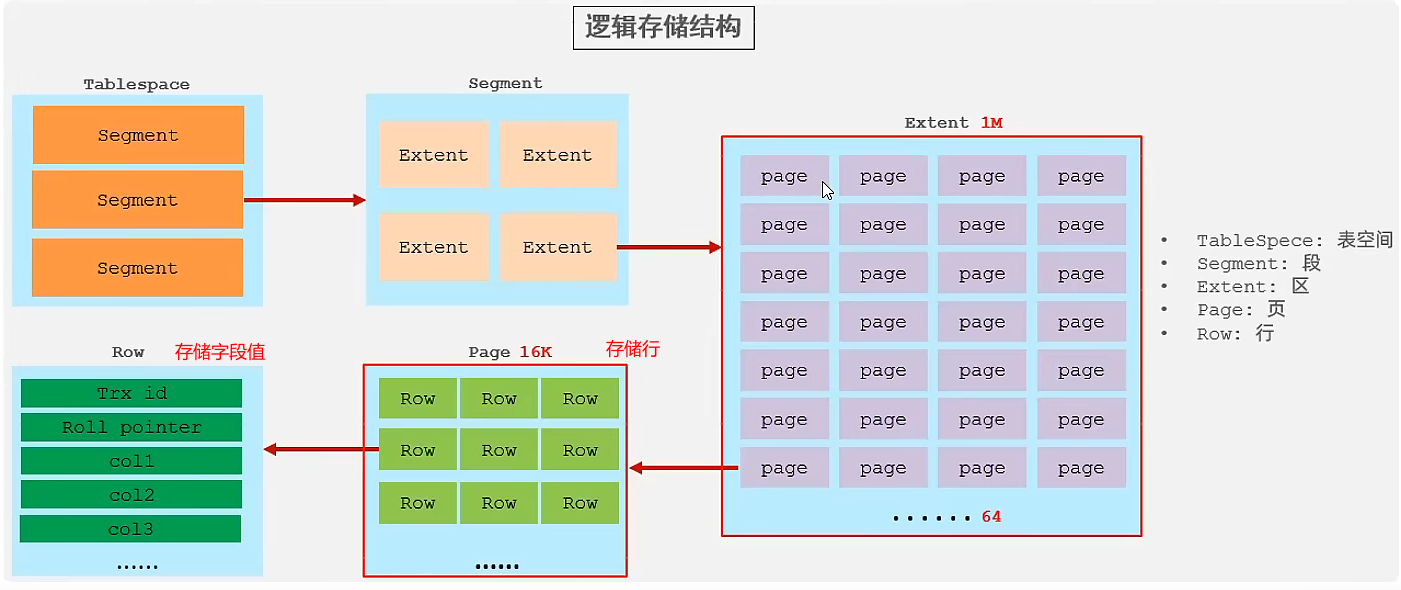 逻辑存储结构
Tablespace
Segment
Segment
Segment
Segment
Extent Extent
Extent Extent
Extent 1M
page page page page
page page page page
page page page page
page page page page
page page page page
page page page page
page page page page
...... 64
• TableSpece: 表空间
• Segment: 段
• Extent: 区
• Page: 页
• Row: 行
Row 存储字段值
Trx id
Roll pointer
col1
col2
col3
......
Page 16K 存储行
Row Row Row
Row Row Row
Row Row Row
......